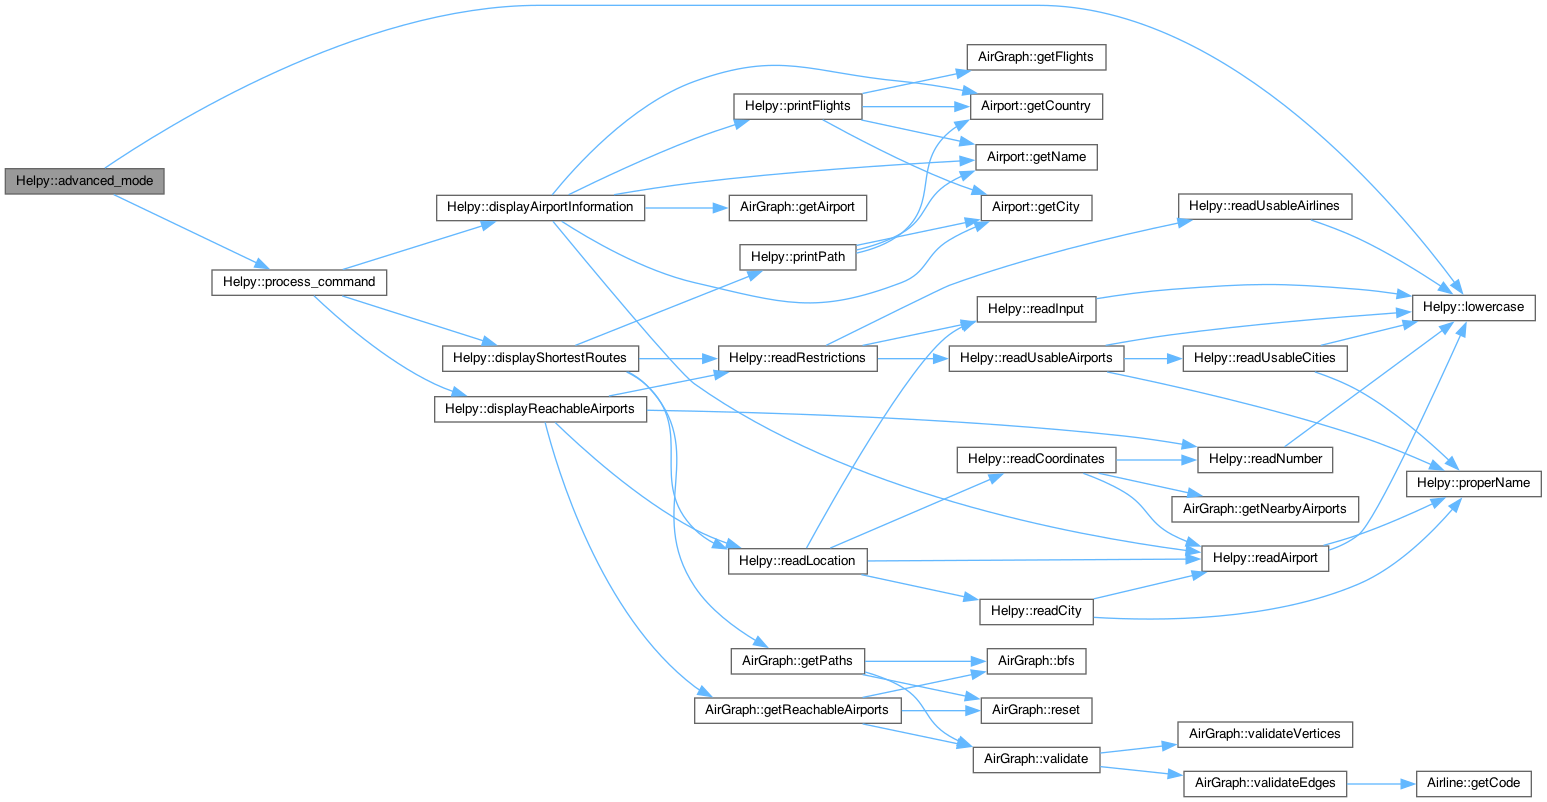 AirGraph::getFlights
Helpy::printFlights
Airport::getCountry
Airport::getName
Helpy::advanced_mode
Helpy::displayAirportInformation
AirGraph::getAirport
Airport::getCity
Helpy::readUsableAirlines
Helpy::printPath
Helpy::process_command
Helpy::readInput
Helpy::lowercase
Helpy::displayShortestRoutes
Helpy::readRestrictions
Helpy::readUsableAirports
Helpy::readUsableCities
Helpy::displayReachableAirports
Helpy::readCoordinates
Helpy::readNumber
Helpy::properName
AirGraph::getNearbyAirports
Helpy::readLocation
Helpy::readAirport
Helpy::readCity
AirGraph::getPaths
AirGraph::bfs
AirGraph::getReachableAirports
AirGraph::reset
AirGraph::validateVertices
AirGraph::validate
AirGraph::validateEdges
Airline::getCode